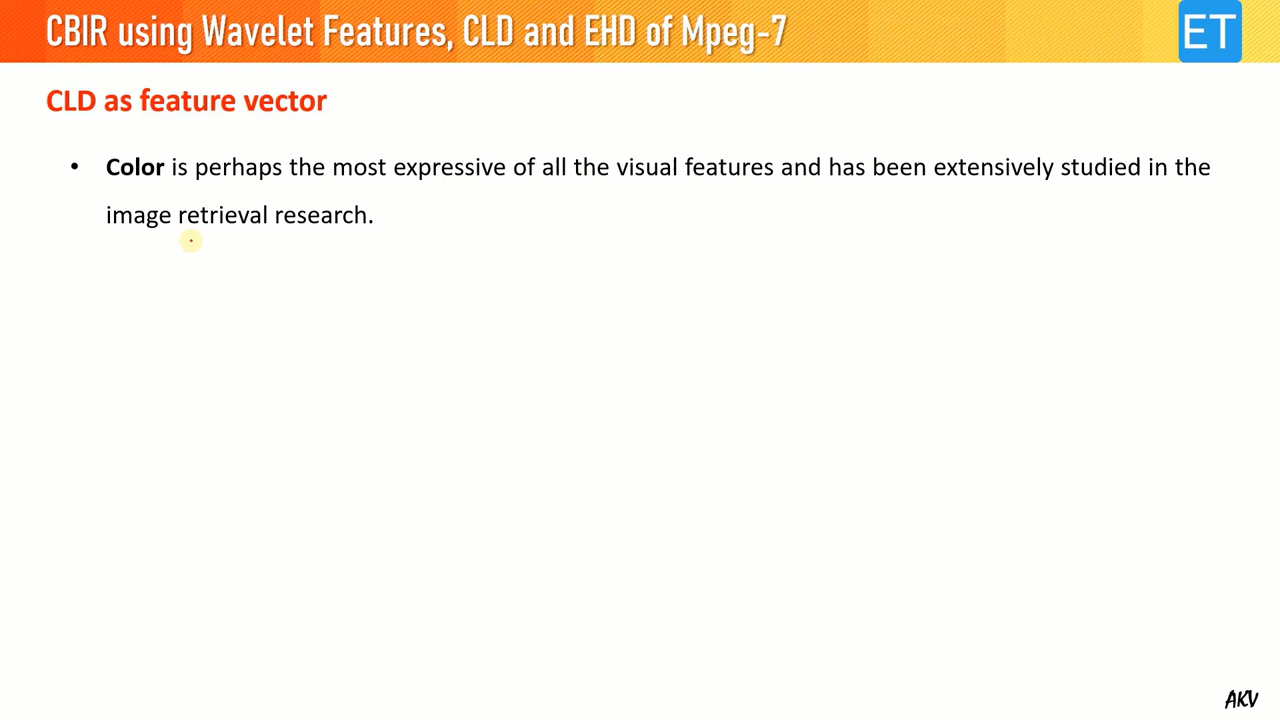 CBIR using Wavelet Features, CLD and EHD of Mpeg-7
ET
CLD as feature vector
• Color is perhaps the most expressive of all the visual features and has been extensively studied in the
image retrieval research.
AKV